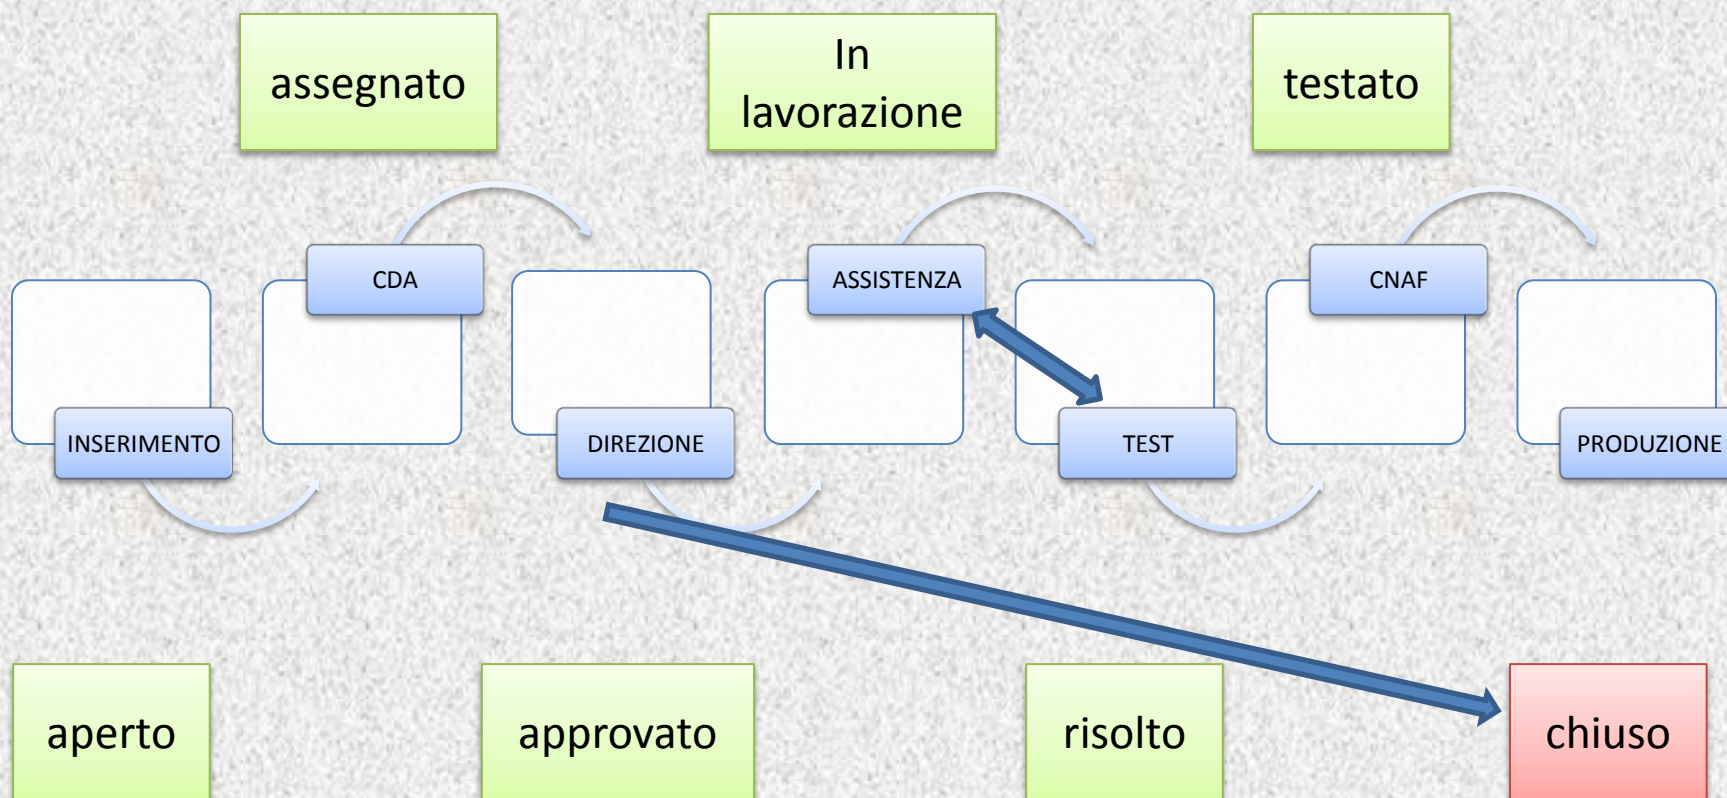 assegnato
In
lavorazione
testato
CDA
ASSISTENZA
CNAF
INSERIMENTO
DIREZIONE
TEST
PRODUZIONE
aperto
approvato
risolto
chiuso